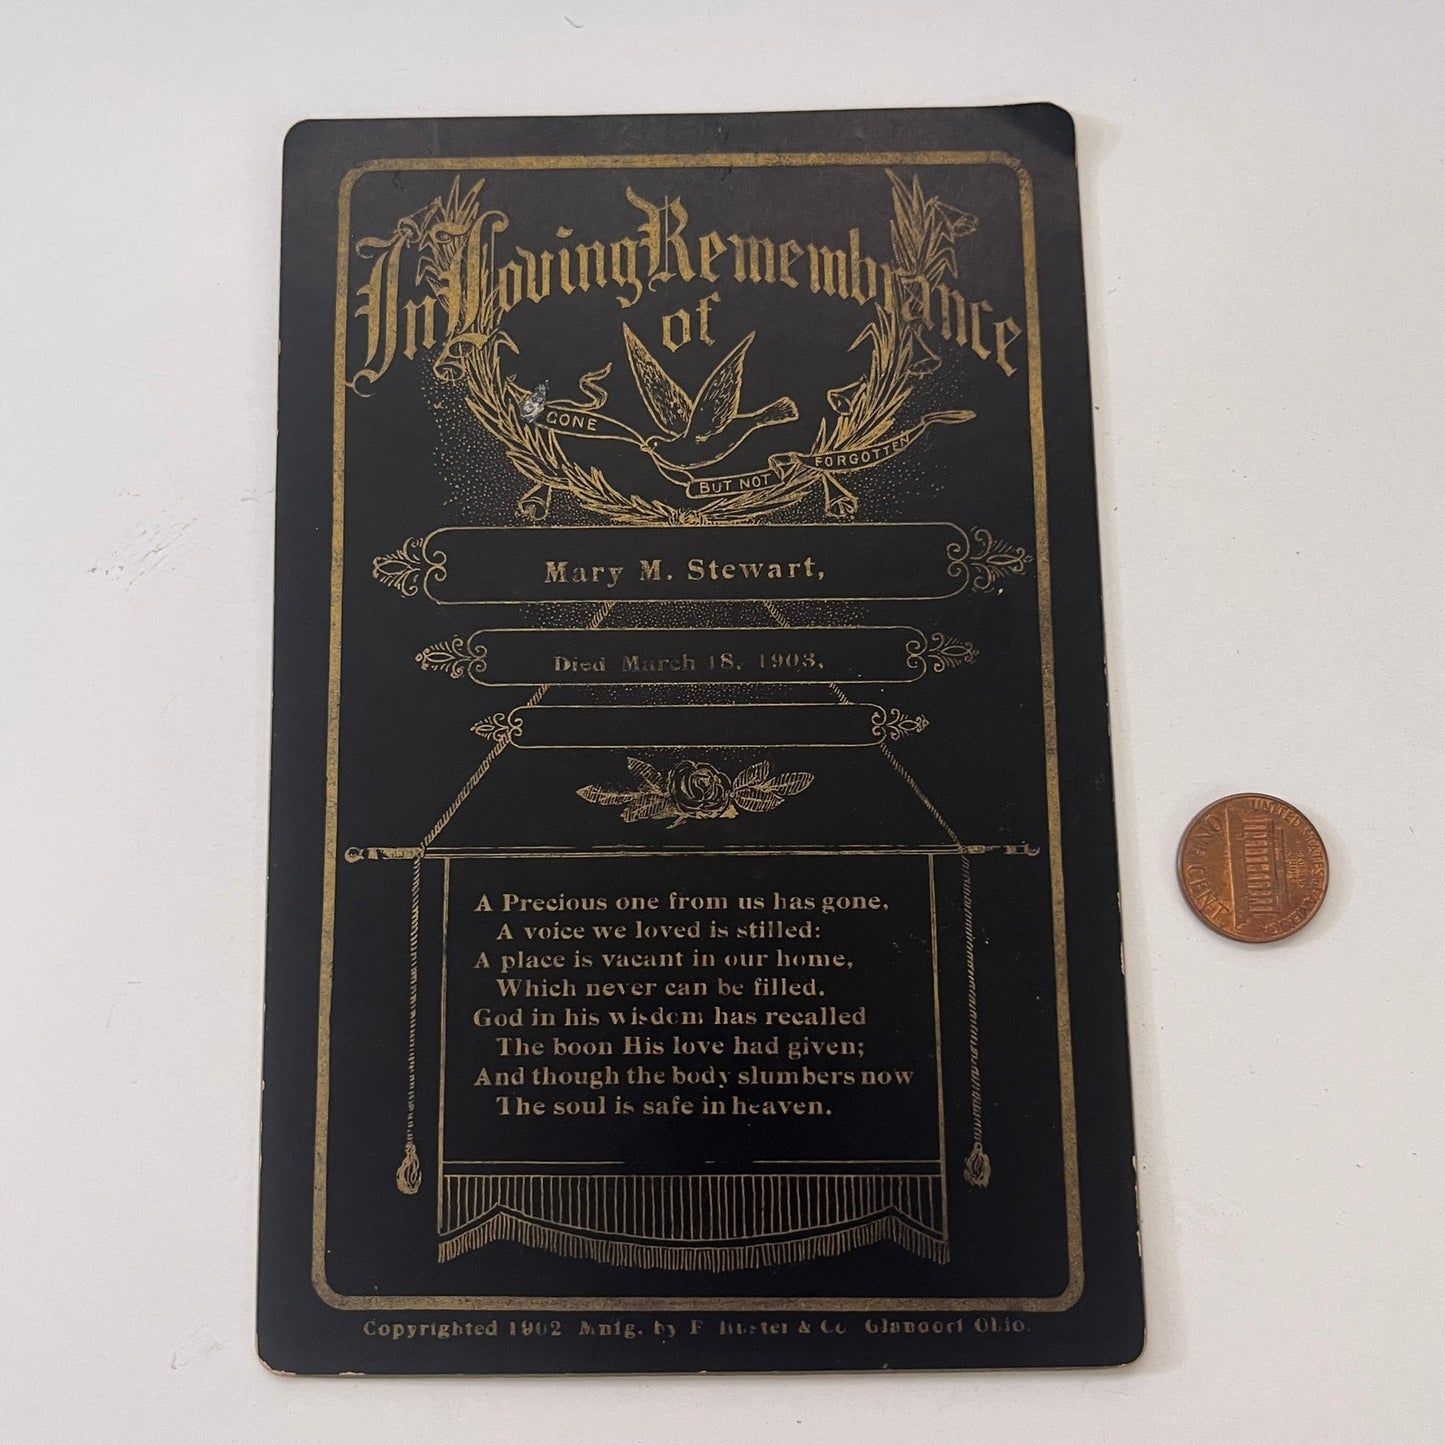 In Loving Remembrance
of
GONE
BUT NOT
FORGOTTEN
Mary M. Stewart,
Died March 18, 1903,
A Precious one from us has gone,
A voice we loved is stilled:
A place is vacant in our home,
Which never can be filled.
God in his wisdom has recalled
The boon His love had given;
And though the body slumbers now
The soul is safe in heaven.
Copyrighted 1902 Mnfg. by F & Co Glandorf Ohio.
ONE CENT
UNITED STATES OF AMERICA